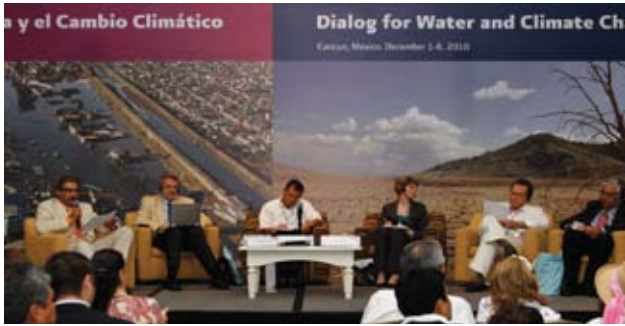 a y el Cambio Climático
Dialog for Water and Climate Ch
Cancun, Mexico. December 1-8, 2010